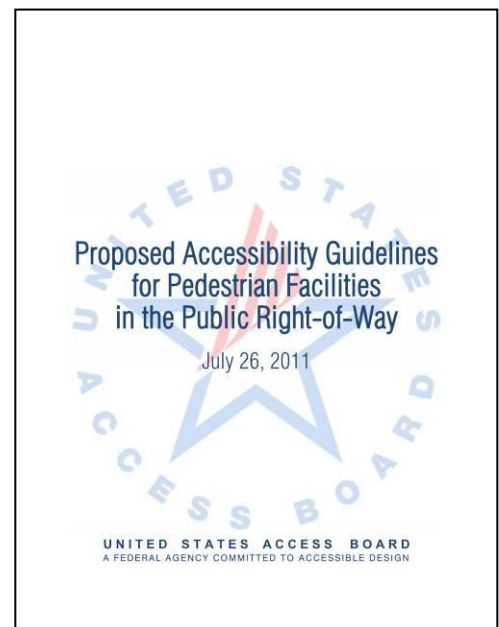 UNITED STATES
Proposed Accessibility Guidelines
for Pedestrian Facilities
in the Public Right-of-Way
July 26, 2011
ACCESS BOARD
UNITED STATES ACCESS BOARD
A FEDERAL AGENCY COMMITTED TO ACCESSIBLE DESIGN